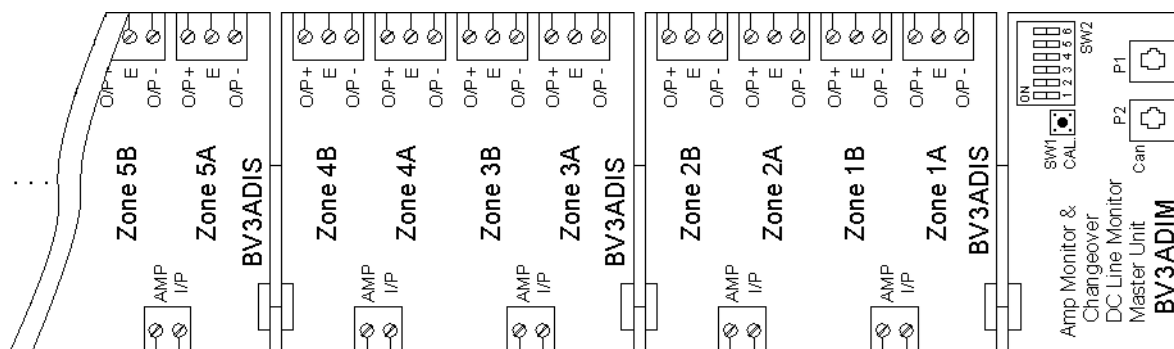 O/P+ E O/P - O/P+ E O/P - O/P+ E O/P - O/P+ E O/P - O/P+ E O/P - O/P+ E O/P - O/P+ E O/P - O/P+ E O/P - O/P+ E O/P - O/P+ E O/P -
Zone 5B
Zone 5A
BV3ADIS
Zone 4B
Zone 4A
Zone 3B
Zone 3A
BV3ADIS
Zone 2B
Zone 2A
Zone 1B
Zone 1A
BV3ADIS
AMP
I/P
AMP
I/P
AMP
I/P
AMP
I/P
AMP
I/P
ON
1 2 3 4 5 6
SW2
SW1
CAL.
P1
P2
Can
Amp Monitor &
Changeover
DC Line Monitor
Master Unit
BV3ADIM